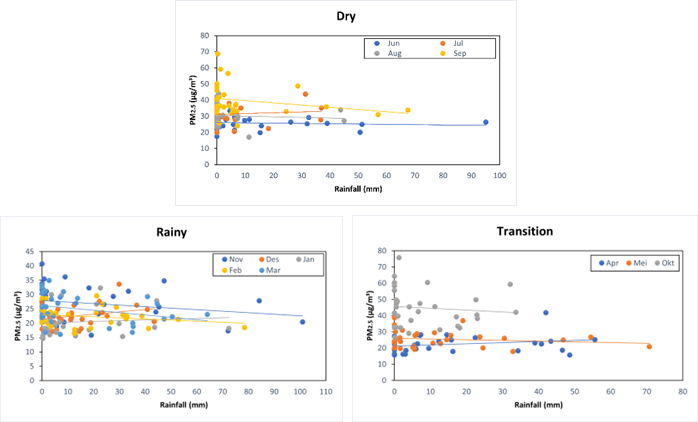 Dry
Jun Jul
Aug Sep
80
70
60
50
40
30
20
10
0
PM2.5 (µg/m³)
0 10 20 30 40 50 60 70 80 90 100
Rainfall (mm)
Rainy
Nov Des Jan
Feb Mar
45
40
35
30
25
20
15
10
5
0
PM2.5 (µg/m³)
0 10 20 30 40 50 60 70 80 90 100 110
Rainfall (mm)
Transition
Apr Mei Okt
80
70
60
50
40
30
20
10
0
PM2.5 (µg/m³)
0 10 20 30 40 50 60 70 80
Rainfall (mm)